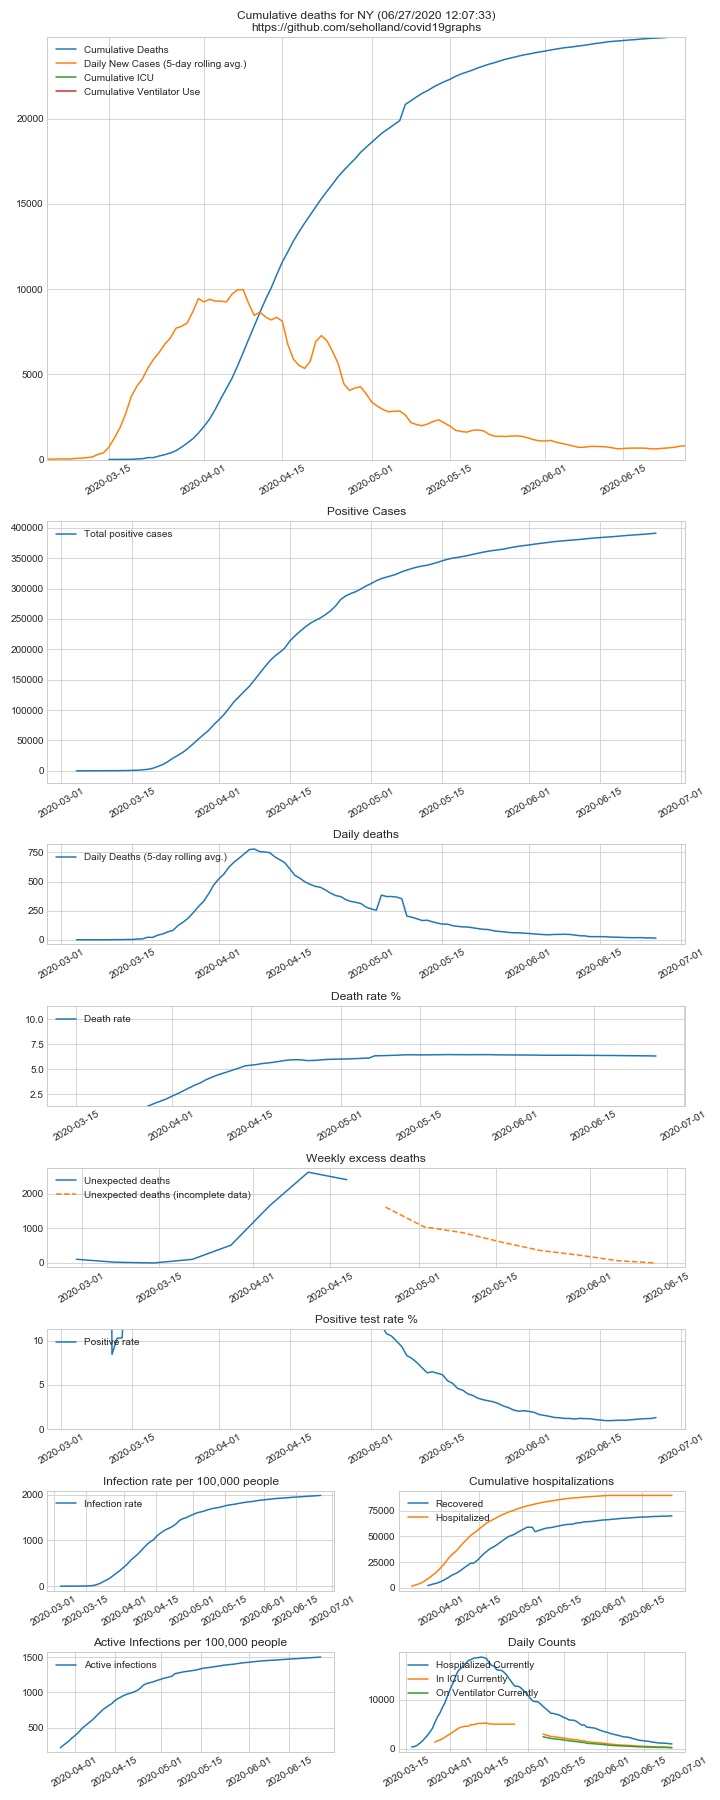 Cumulative deaths for NY (06/27/2020 12:07:33)
https://github.com/seholland/covid19graphs
Cumulative Deaths
Daily New Cases (5-day rolling avg.)
Cumulative ICU
Cumulative Ventilator Use
20000
15000
10000
5000
0
2020-03-15 2020-04-01 2020-04-15 2020-05-01 2020-05-15 2020-06-01 2020-06-15
Positive Cases
Total positive cases
400000
350000
300000
250000
200000
150000
100000
50000
0
2020-03-01 2020-03-15 2020-04-01 2020-04-15 2020-05-01 2020-05-15 2020-06-01 2020-06-15 2020-07-01
Daily deaths
Daily Deaths (5-day rolling avg.)
750
500
250
0
2020-03-01 2020-03-15 2020-04-01 2020-04-15 2020-05-01 2020-05-15 2020-06-01 2020-06-15 2020-07-01
Death rate %
Death rate
10.0
7.5
5.0
2.5
2020-03-15 2020-04-01 2020-04-15 2020-05-01 2020-05-15 2020-06-01 2020-06-15 2020-07-01
Weekly excess deaths
Unexpected deaths
Unexpected deaths (incomplete data)
2000
1000
0
2020-03-01 2020-03-15 2020-04-01 2020-04-15 2020-05-01 2020-05-15 2020-06-01 2020-06-15
Positive test rate %
Positive rate
10
5
0
2020-03-01 2020-03-15 2020-04-01 2020-04-15 2020-05-01 2020-05-15 2020-06-01 2020-06-15 2020-07-01
Infection rate per 100,000 people
Infection rate
2000
1000
0
2020-03-01 2020-03-15 2020-04-01 2020-04-15 2020-05-01 2020-05-15 2020-06-01 2020-06-15 2020-07-01
Cumulative hospitalizations
Recovered
Hospitalized
75000
50000
25000
0
2020-04-01 2020-04-15 2020-05-01 2020-05-15 2020-06-01 2020-06-15
Active Infections per 100,000 people
Active infections
1500
1000
500
2020-04-01 2020-04-15 2020-05-01 2020-05-15 2020-06-01 2020-06-15
Daily Counts
Hospitalized Currently
In ICU Currently
On Ventilator Currently
10000
0
2020-03-15 2020-04-01 2020-04-15 2020-05-01 2020-05-15 2020-06-01 2020-06-15 2020-07-01